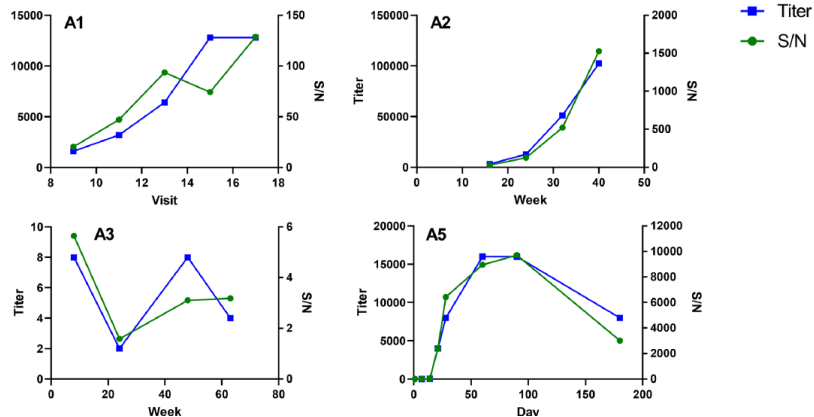 A1
15000
10000
5000
0
150
100
50
0
S/N
8 10 12 14 16 18
Visit
A2
Titer
150000
100000
50000
0
2000
1500
1000
500
0
S/N
0 10 20 30 40 50
Week
Titer
S/N
A3
Titer
10
8
6
4
2
0
6
4
2
0
S/N
0 20 40 60 80
Week
A5
Titer
20000
15000
10000
5000
0
12000
10000
8000
6000
4000
2000
0
S/N
0 50 100 150 200
Day